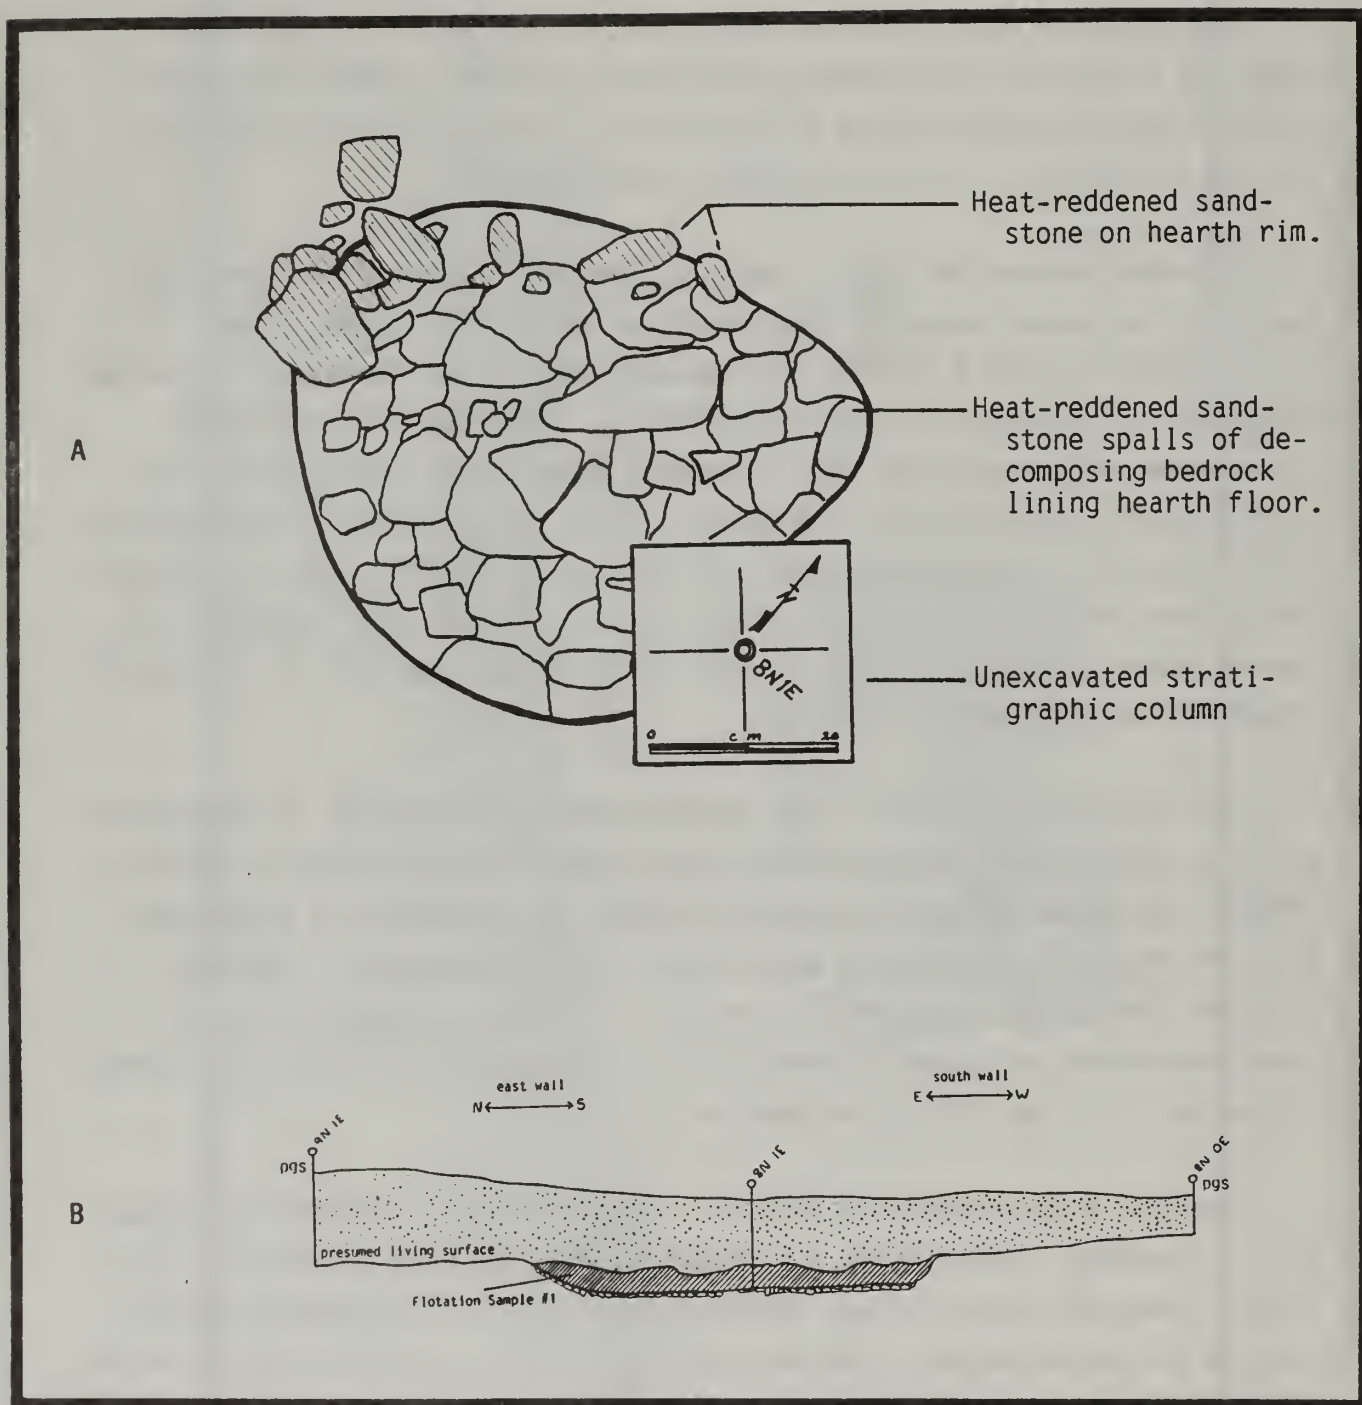 Heat-reddened sand-
stone on hearth rim.
Heat-reddened sand-
stone spalls of de-
composing bedrock
lining hearth floor.
A
N
8N1E
Unexcavated strati-
graphic column
0 cm 20
east wall
N S
south wall
E W
9N 1E
pgs
8N 1E
8N 0E
pgs
B
presumed living surface
Flotation Sample #1